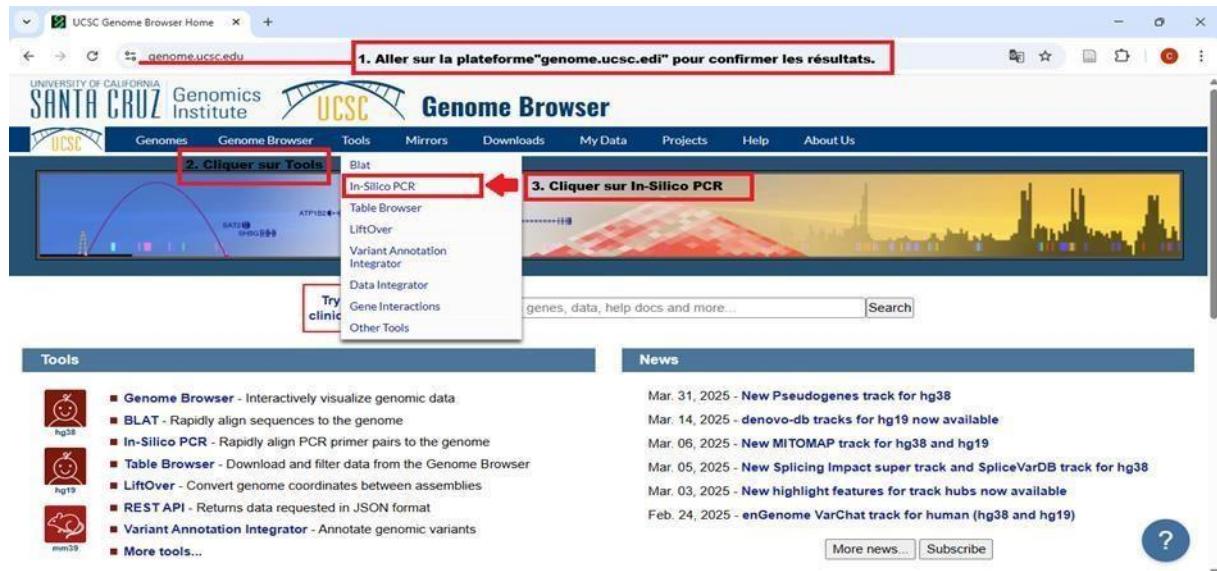 UCSC Genome Browser Home
genome.ucsc.edu
1. Aller sur la plateforme"genome.ucsc.edi" pour confirmer les résultats.
UNIVERSITY OF CALIFORNIA
SANTA CRUZ Genomics Institute UCSC Genome Browser
UCSC Genomes Genome Browser Tools Mirrors Downloads My Data Projects Help About Us
2. Cliquer sur Tools
Blat
In-Silico PCR
3. Cliquer sur In-Silico PCR
Table Browser
LiftOver
Variant Annotation
Integrator
Data Integrator
Gene Interactions
Other Tools
ATP1B2
SAT2
SHBG
Try
clinic
genes, data, help docs and more...
Search
Tools
hg38
hg19
mm39
Genome Browser - Interactively visualize genomic data
BLAT - Rapidly align sequences to the genome
In-Silico PCR - Rapidly align PCR primer pairs to the genome
Table Browser - Download and filter data from the Genome Browser
LiftOver - Convert genome coordinates between assemblies
REST API - Returns data requested in JSON format
Variant Annotation Integrator - Annotate genomic variants
More tools...
News
Mar. 31, 2025 - New Pseudogenes track for hg38
Mar. 14, 2025 - denovo-db tracks for hg19 now available
Mar. 06, 2025 - New MITOMAP track for hg38 and hg19
Mar. 05, 2025 - New Splicing Impact super track and SpliceVarDB track for hg38
Mar. 03, 2025 - New highlight features for track hubs now available
Feb. 24, 2025 - enGenome VarChat track for human (hg38 and hg19)
More news... Subscribe
?